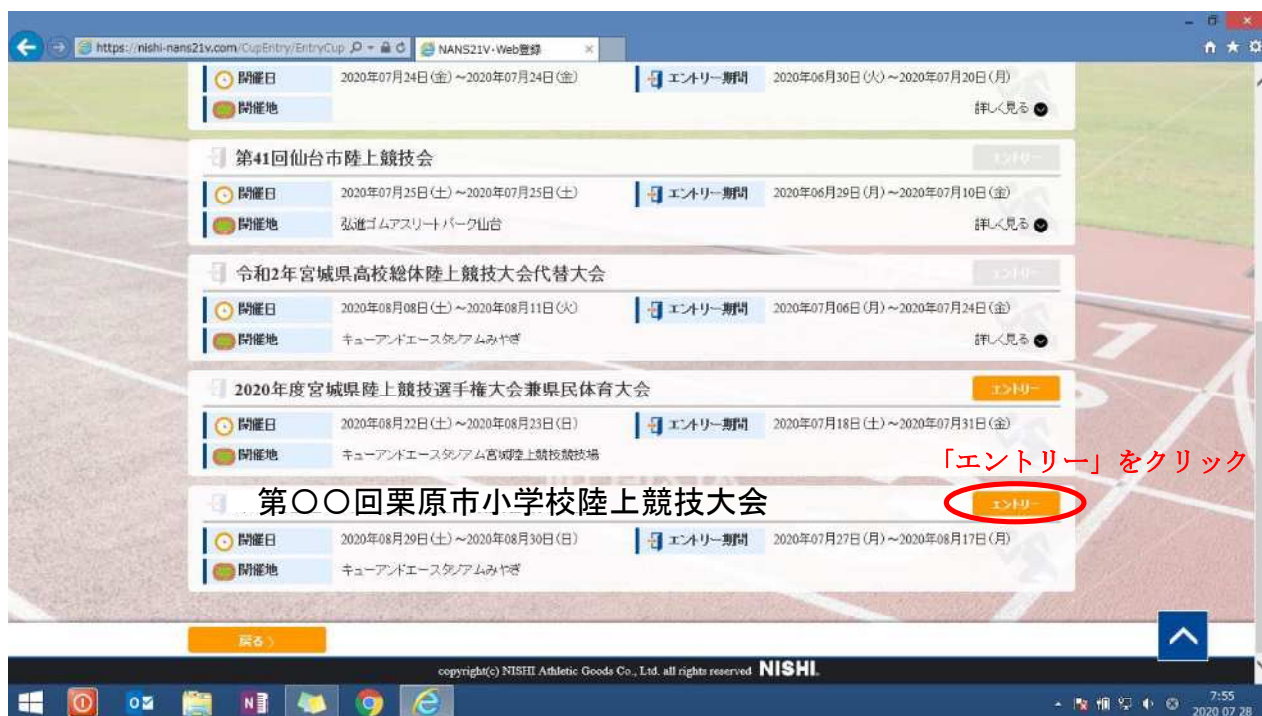 https://nishi-nans21v.com/CupEntry/EntryCup
NANS21V-Web登録
開催日 2020年07月24日(金)~2020年07月24日(金) エントリー期間 2020年06月30日(火)~2020年07月20日(月)
開催地 詳しく見る
第41回仙台市陸上競技会 エントリー
開催日 2020年07月25日(土)~2020年07月25日(土) エントリー期間 2020年06月29日(月)~2020年07月10日(金)
開催地 弘進ゴムアスリートパーク仙台 詳しく見る
令和2年宮城県高校総体陸上競技大会代替大会 エントリー
開催日 2020年08月08日(土)~2020年08月11日(火) エントリー期間 2020年07月06日(月)~2020年07月24日(金)
開催地 キューアンドエースタジアムみやぎ 詳しく見る
2020年度宮城県陸上競技選手権大会兼県民体育大会 エントリー
開催日 2020年08月22日(土)~2020年08月23日(日) エントリー期間 2020年07月18日(土)~2020年07月31日(金)
開催地 キューアンドエースタジアム宮城陸上競技競技場
「エントリー」をクリック
第〇〇回栗原市小学校陸上競技大会 エントリー
開催日 2020年08月29日(土)~2020年08月30日(日) エントリー期間 2020年07月27日(月)~2020年08月17日(月)
開催地 キューアンドエースタジアムみやぎ
戻る
copyright(c) NISHI Athletic Goods Co., Ltd. all rights reserved NISHI.
7:55
2020 07 28